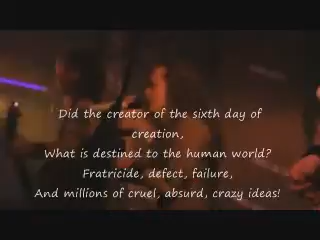 Did the creator of the sixth day of
creation,
What is destined to the human world?
Fratricide, defect, failure,
And millions of cruel, absurd, crazy ideas!